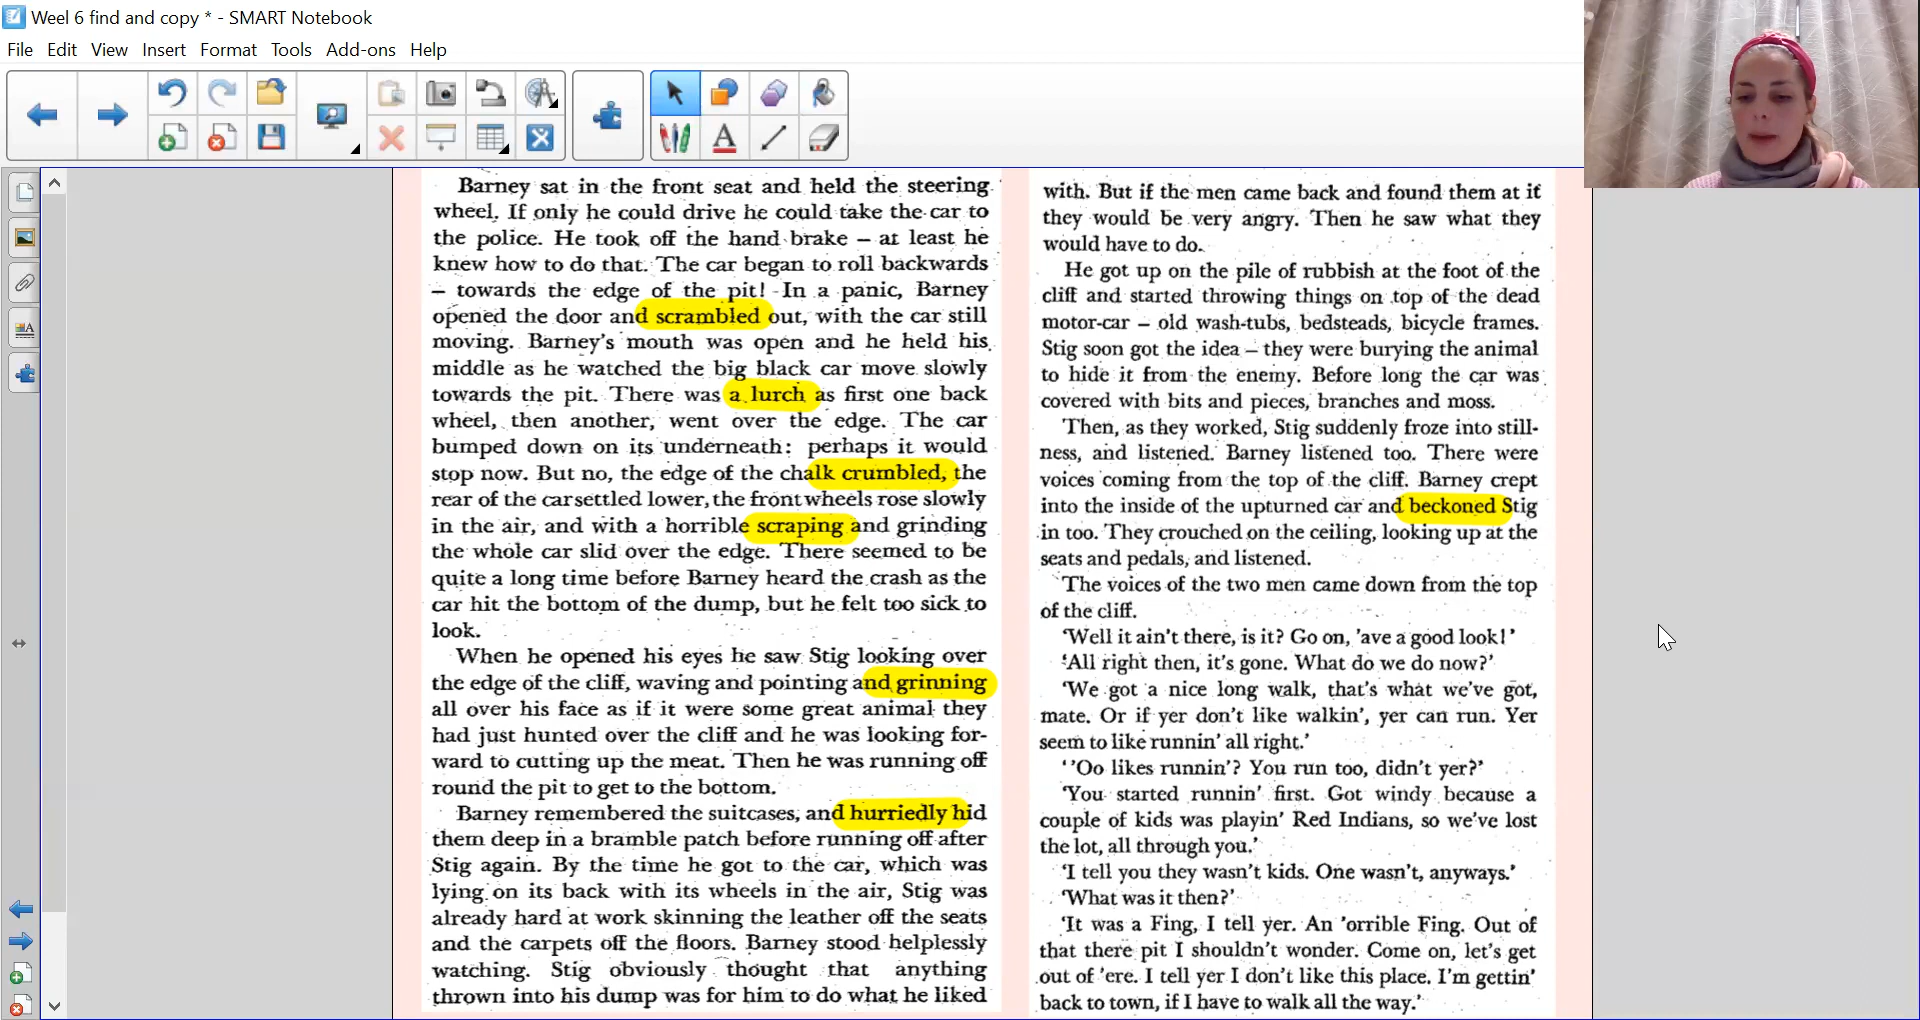 Weel 6 find and copy * - SMART Notebook
File Edit View Insert Format Tools Add-ons Help
Barney sat in the front seat and held the steering
wheel. If only he could drive he could take the car to
the police. He took off the hand brake – at least he
knew how to do that. The car began to roll backwards
– towards the edge of the pit! In a panic, Barney
opened the door and scrambled out, with the car still
moving. Barney's mouth was open and he held his
middle as he watched the big black car move slowly
towards the pit. There was a lurch as first one back
wheel, then another, went over the edge. The car
bumped down on its underneath: perhaps it would
stop now. But no, the edge of the chalk crumbled, the
rear of the car settled lower, the front wheels rose slowly
in the air, and with a horrible scraping and grinding
the whole car slid over the edge. There seemed to be
quite a long time before Barney heard the crash as the
car hit the bottom of the dump, but he felt too sick to
look.
When he opened his eyes he saw Stig looking over
the edge of the cliff, waving and pointing and grinning
all over his face as if it were some great animal they
had just hunted over the cliff and he was looking for-
ward to cutting up the meat. Then he was running off
round the pit to get to the bottom.
Barney remembered the suitcases, and hurriedly hid
them deep in a bramble patch before running off after
Stig again. By the time he got to the car, which was
lying on its back with its wheels in the air, Stig was
already hard at work skinning the leather off the seats
and the carpets off the floors. Barney stood helplessly
watching. Stig obviously thought that anything
thrown into his dump was for him to do what he liked
with. But if the men came back and found them at it
they would be very angry. Then he saw what they
would have to do.
He got up on the pile of rubbish at the foot of the
cliff and started throwing things on top of the dead
motor-car – old wash-tubs, bedsteads, bicycle frames.
Stig soon got the idea – they were burying the animal
to hide it from the enemy. Before long the car was
covered with bits and pieces, branches and moss.
Then, as they worked, Stig suddenly froze into still-
ness, and listened. Barney listened too. There were
voices coming from the top of the cliff. Barney crept
into the inside of the upturned car and beckoned Stig
in too. They crouched on the ceiling, looking up at the
seats and pedals, and listened.
The voices of the two men came down from the top
of the cliff.
'Well it ain't there, is it? Go on, 'ave a good look!'
'All right then, it's gone. What do we do now?'
'We got a nice long walk, that's what we've got,
mate. Or if yer don't like walkin', yer can run. Yer
seem to like runnin' all right.'
''Oo likes runnin'? You run too, didn't yer?'
'You started runnin' first. Got windy because a
couple of kids was playin' Red Indians, so we've lost
the lot, all through you.'
'I tell you they wasn't kids. One wasn't, anyways.'
'What was it then?'
'It was a Fing, I tell yer. An 'orrible Fing. Out of
that there pit I shouldn't wonder. Come on, let's get
out of 'ere. I tell yer I don't like this place. I'm gettin'
back to town, if I have to walk all the way.'